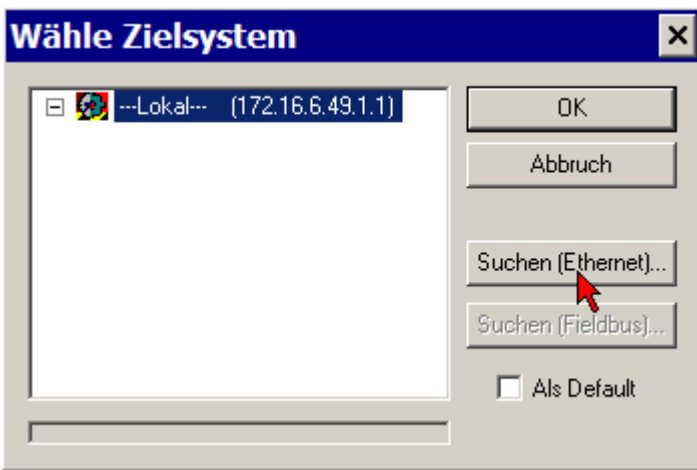 Wähle Zielsystem
---Lokal--- (172.16.6.49.1.1)
OK
Abbruch
Suchen (Ethernet)...
Suchen (Fieldbus)...
Als Default